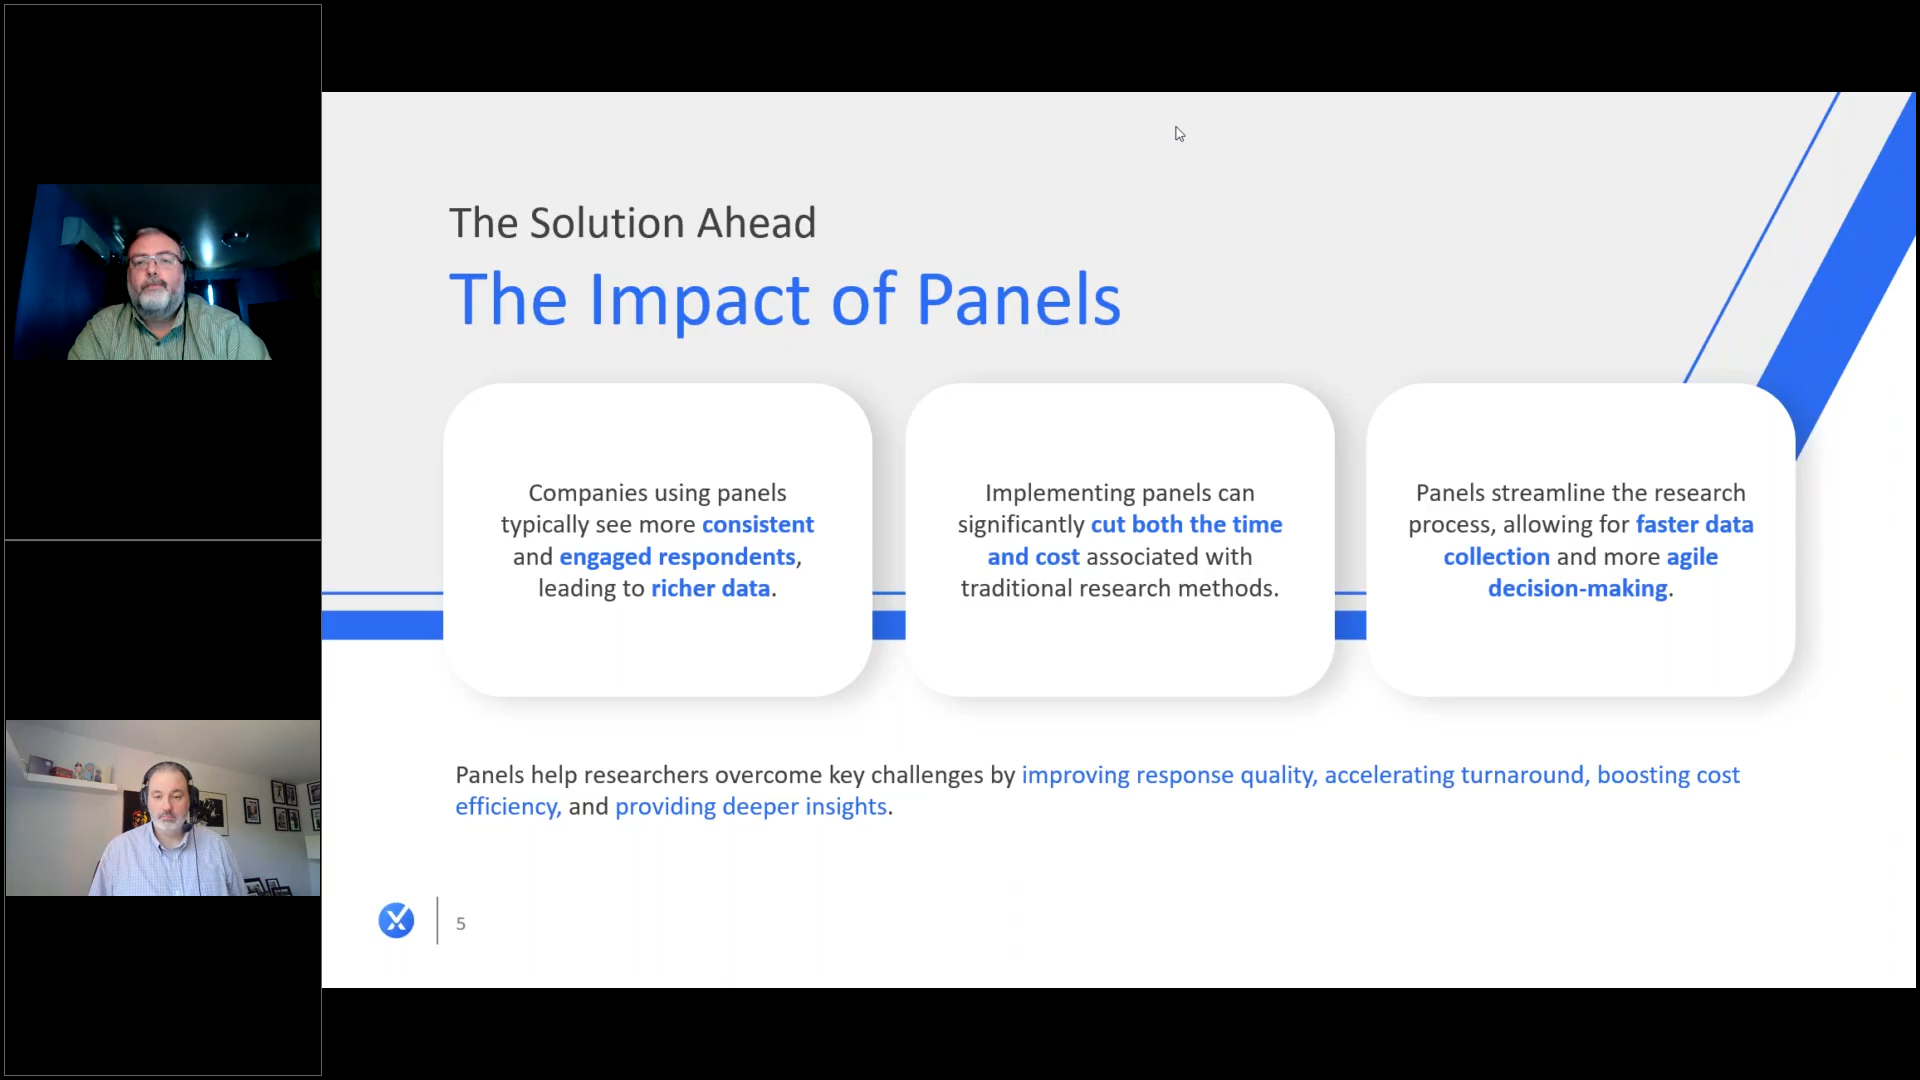 The Solution Ahead
The Impact of Panels
Companies using panels
typically see more consistent
and engaged respondents,
leading to richer data.
Implementing panels can
significantly cut both the time
and cost associated with
traditional research methods.
Panels streamline the research
process, allowing for faster data
collection and more agile
decision-making.
Panels help researchers overcome key challenges by improving response quality, accelerating turnaround, boosting cost
efficiency, and providing deeper insights.
5